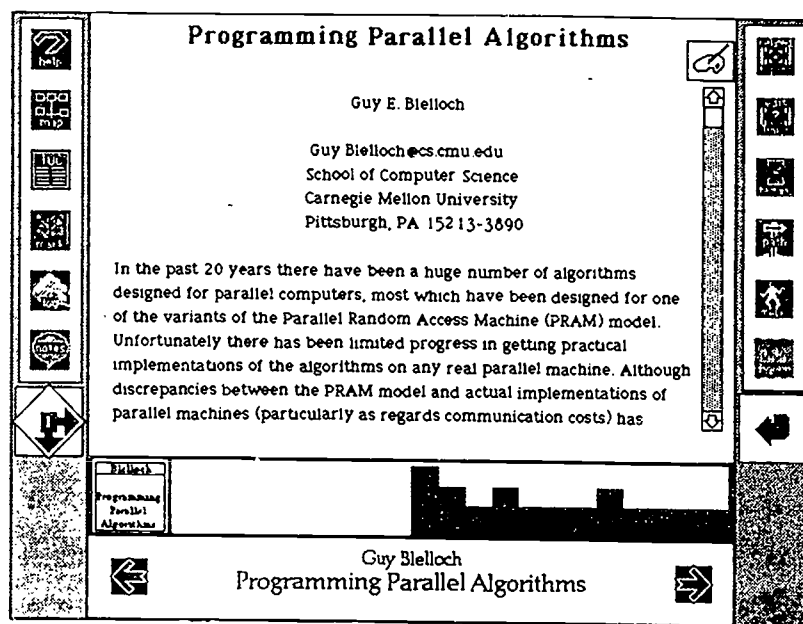 Programming Parallel Algorithms
help
map
Guy E. Blelloch
Guy Blelloch@cs.cmu.edu
School of Computer Science
Carnegie Mellon University
Pittsburgh, PA 15213-3890
In the past 20 years there have been a huge number of algorithms
designed for parallel computers, most which have been designed for one
of the variants of the Parallel Random Access Machine (PRAM) model.
Unfortunately there has been limited progress in getting practical
implementations of the algorithms on any real parallel machine. Although
discrepancies between the PRAM model and actual implementations of
parallel machines (particularly as regards communication costs) has
notes
path
Blelloch
Programming
Parallel
Algorithms
Guy Blelloch
Programming Parallel Algorithms